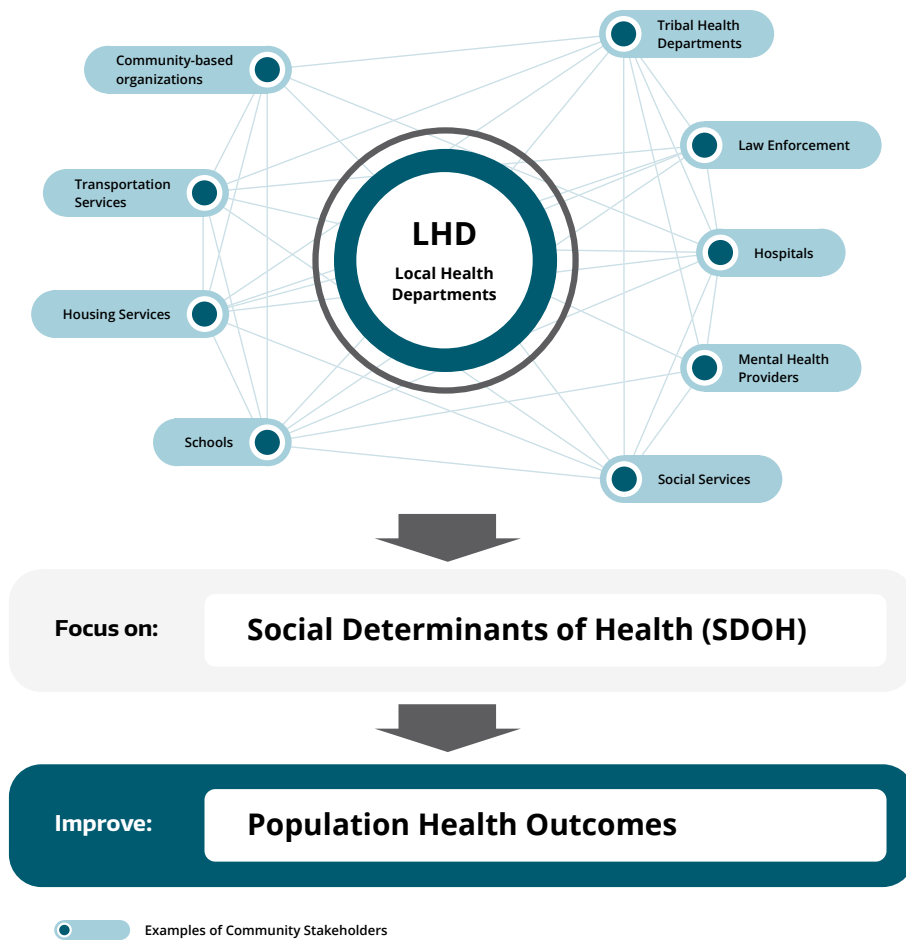 Community-based
organizations
Tribal Health
Departments
Law Enforcement
Transportation
Services
LHD
Local Health
Departments
Hospitals
Housing Services
Mental Health
Providers
Schools
Social Services
Focus on:
Social Determinants of Health (SDOH)
Improve:
Population Health Outcomes
Examples of Community Stakeholders